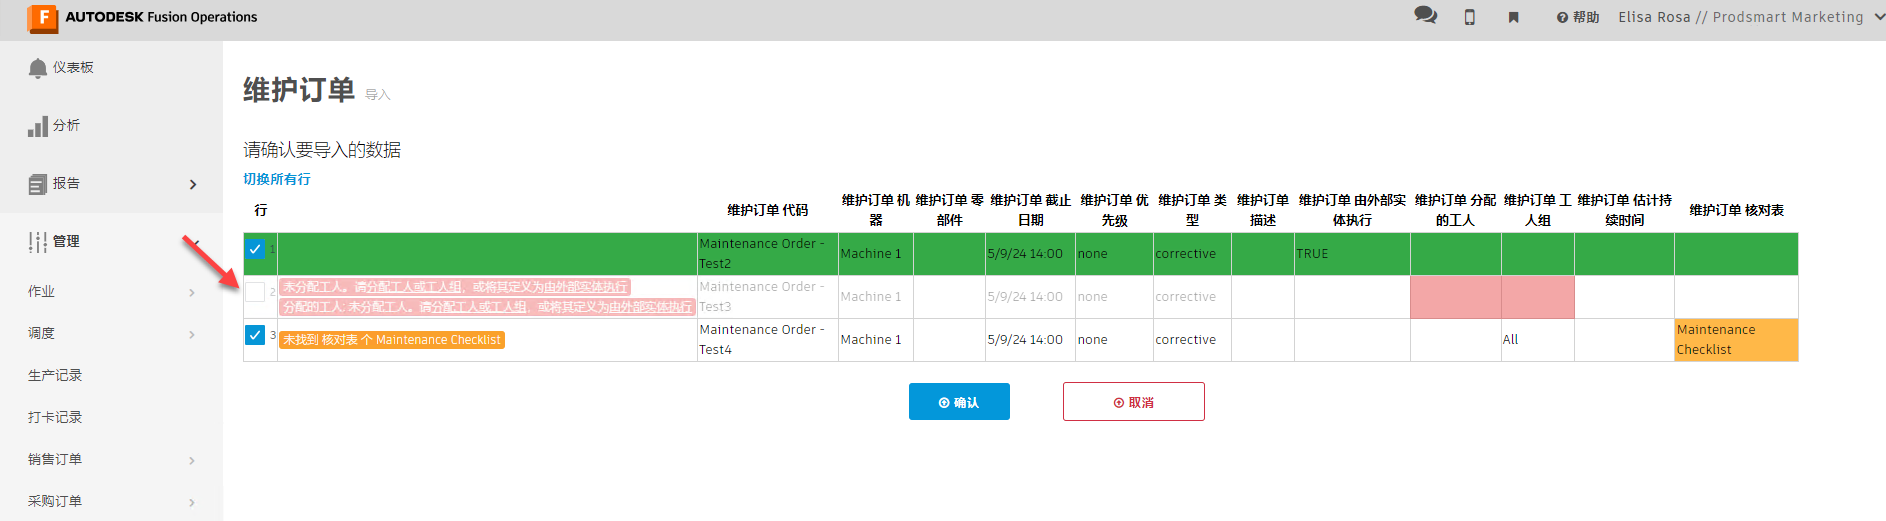 AUTODESK Fusion Operations
帮助
Elisa Rosa // Prodsmart Marketing
仪表板
分析
报告
管理
作业
调度
生产记录
打卡记录
销售订单
采购订单
维护订单 导入
请确认要导入的数据
切换所有行
行
维护订单 代码
维护订单 机器
维护订单 零部件
维护订单 截止日期
维护订单 优先级
维护订单 类型
维护订单 描述
维护订单 由外部实体执行
维护订单 分配的工人
维护订单 工人组
维护订单 估计持续时间
维护订单 核对表
1
Maintenance Order - Test2
Machine 1
5/9/24 14:00
none
corrective
TRUE
2
未分配工人。请分配工人或工人组，或将其定义为由外部实体执行
分配的工人: 未分配工人。请分配工人或工人组，或将其定义为由外部实体执行
Maintenance Order - Test3
Machine 1
5/9/24 14:00
none
corrective
3
未找到 核对表 个 Maintenance Checklist
Maintenance Order - Test4
Machine 1
5/9/24 14:00
none
corrective
All
Maintenance Checklist
确认
取消